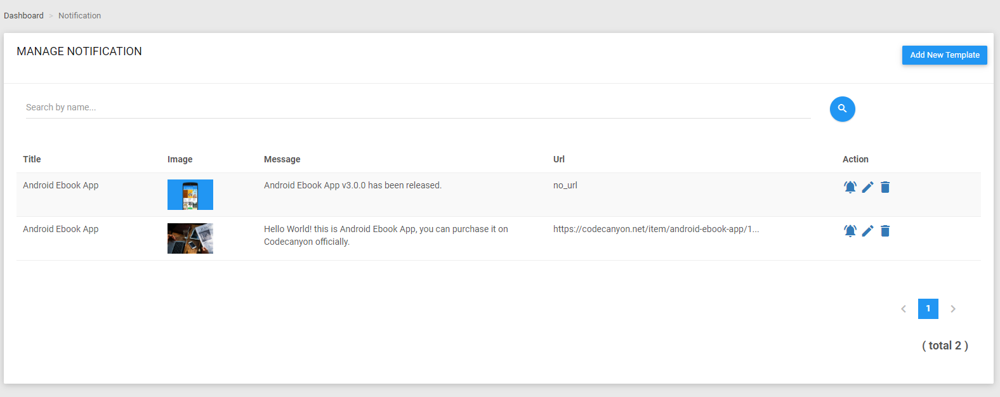 Dashboard > Notification
MANAGE NOTIFICATION
Add New Template
Search by name...
Title Image Message Url Action
Android Ebook App Android Ebook App v3.0.0 has been released. no_url
Android Ebook App Hello World! this is Android Ebook App, you can purchase it on https://codecanyon.net/item/android-ebook-app/1...
Codecanyon officially.
1
( total 2 )